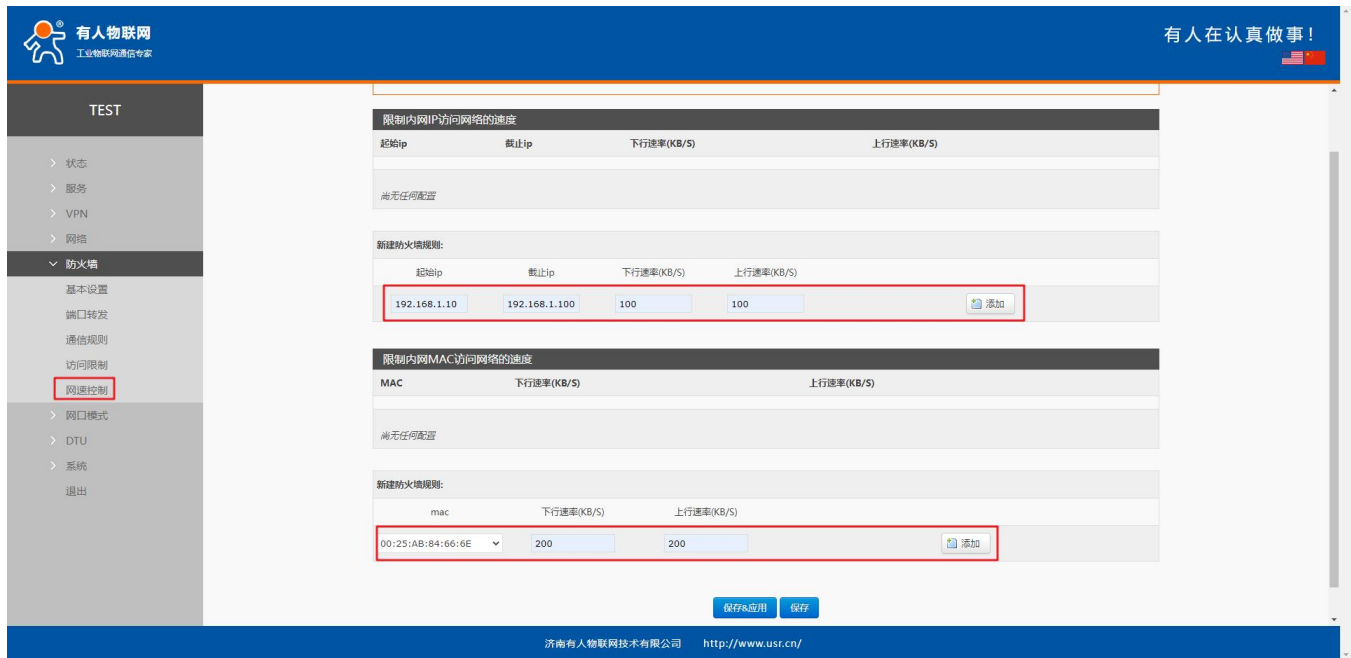 有人物联网
工业物联网通信专家
有人在认真做事！
TEST
状态
服务
VPN
网络
防火墙
基本设置
端口转发
通信规则
访问限制
网速控制
网口模式
DTU
系统
退出
限制内网IP访问网络的速度
起始ip 截止ip 下行速率(KB/S) 上行速率(KB/S)
尚无任何配置
新建防火墙规则:
起始ip 截止ip 下行速率(KB/S) 上行速率(KB/S)
192.168.1.10 192.168.1.100 100 100 添加
限制内网MAC访问网络的速度
MAC 下行速率(KB/S) 上行速率(KB/S)
尚无任何配置
新建防火墙规则:
mac 下行速率(KB/S) 上行速率(KB/S)
00:25:AB:84:66:6E 200 200 添加
保存&应用 保存
济南有人物联网技术有限公司 http://www.usr.cn/